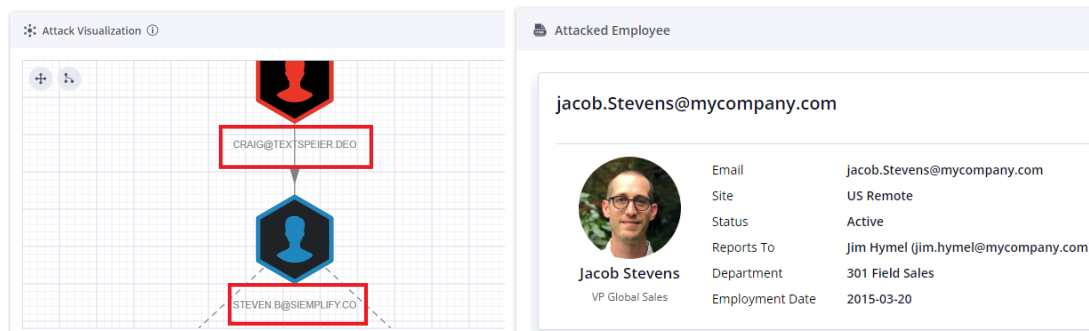 Attack Visualization
CRAIG@TEXTSPEIER.DEO
STEVEN.B@SIEMPLIFY.CO
Attacked Employee
jacob.Stevens@mycompany.com
Email jacob.Stevens@mycompany.com
Site US Remote
Status Active
Reports To Jim Hymel (jim.hymel@mycompany.com
Department 301 Field Sales
Employment Date 2015-03-20
Jacob Stevens
VP Global Sales